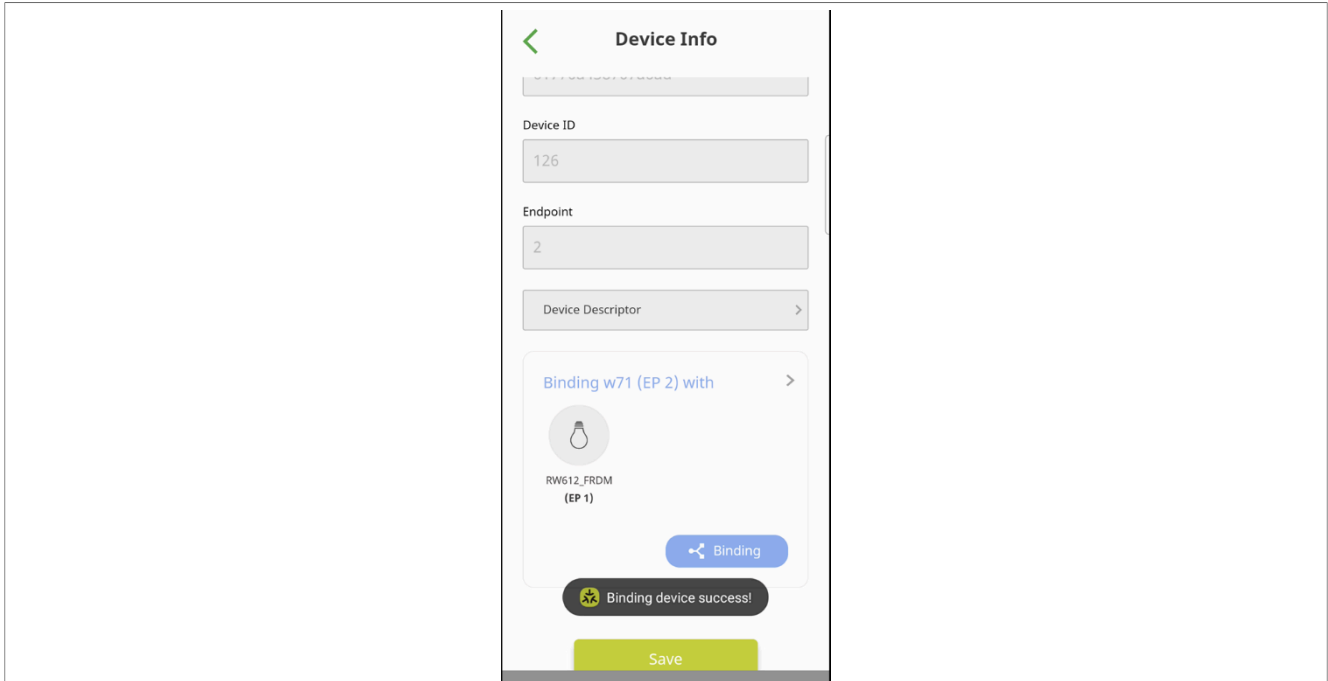 Device Info
Device ID
126
Endpoint
2
Device Descriptor
Binding w71 (EP 2) with
RW612_FRDM
(EP 1)
Binding
Binding device success!
Save